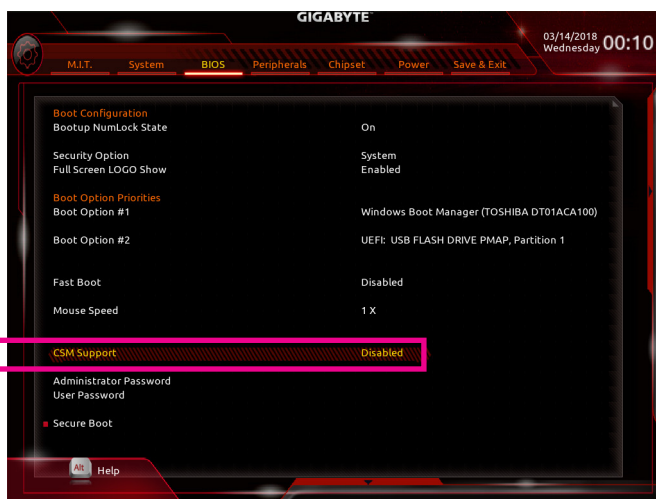 GIGABYTE
03/14/2018
Wednesday
00:10
M.I.T. System BIOS Peripherals Chipset Power Save & Exit
Boot Configuration
Bootup NumLock State On
Security Option System
Full Screen LOGO Show Enabled
Boot Option Priorities
Boot Option #1 Windows Boot Manager (TOSHIBA DT01ACA100)
Boot Option #2 UEFI: USB FLASH DRIVE PMAP, Partition 1
Fast Boot Disabled
Mouse Speed 1 X
CSM Support Disabled
Administrator Password
User Password
Secure Boot
Alt Help